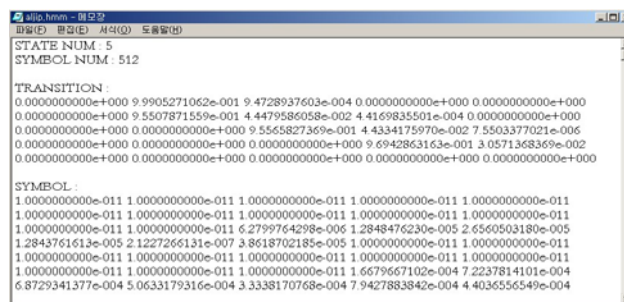 aljip.hmm - 메모장
파일(F) 편집(E) 서식(O) 도움말(H)
STATE NUM : 5
SYMBOL NUM : 512
TRANSITION :
0.0000000000e+000 9.9905271062e-001 9.4728937603e-004 0.0000000000e+000 0.0000000000e+000
0.0000000000e+000 9.5507871559e-001 4.4479586058e-002 4.4169835501e-004 0.0000000000e+000
0.0000000000e+000 0.0000000000e+000 9.5565827369e-001 4.4334175970e-002 7.5503377021e-006
0.0000000000e+000 0.0000000000e+000 0.0000000000e+000 9.6942863163e-001 3.0571368369e-002
0.0000000000e+000 0.0000000000e+000 0.0000000000e+000 0.0000000000e+000 0.0000000000e+000
SYMBOL :
1.0000000000e-011 1.0000000000e-011 1.0000000000e-011 1.0000000000e-011 1.0000000000e-011
1.0000000000e-011 1.0000000000e-011 1.0000000000e-011 1.0000000000e-011 1.0000000000e-011
1.0000000000e-011 1.0000000000e-011 6.2799764298e-006 1.2848476230e-005 2.6560503180e-005
1.2843761613e-005 2.1227266131e-007 3.8618702185e-005 1.0000000000e-011 1.0000000000e-011
1.0000000000e-011 1.0000000000e-011 1.0000000000e-011 1.0000000000e-011 1.0000000000e-011
1.0000000000e-011 1.0000000000e-011 1.0000000000e-011 1.6679667102e-004 7.2237814101e-004
6.8729341377e-004 5.0633179316e-004 3.3338170768e-004 7.9427883842e-004 4.4036556549e-004